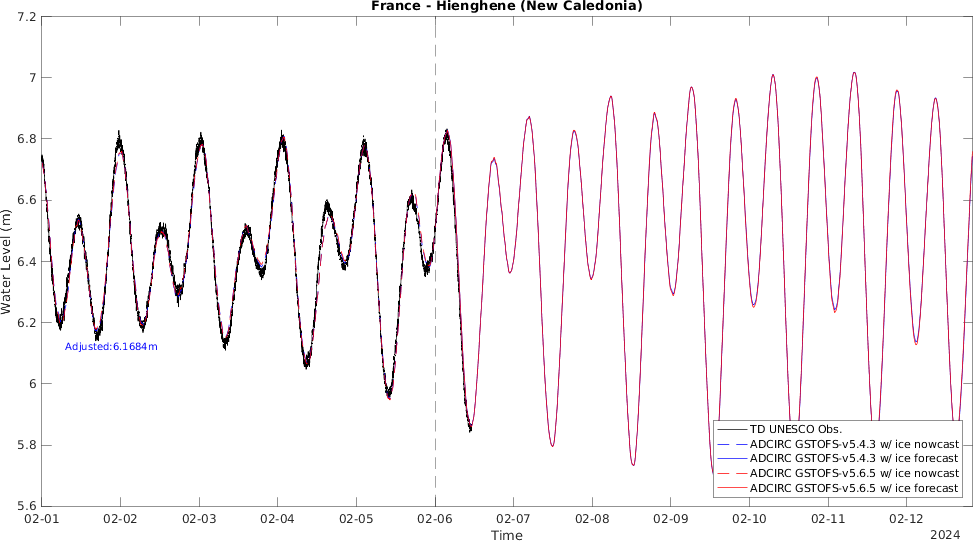 France - Hienghene (New Caledonia)
7.2
7
6.8
6.6
6.4
6.2
6
5.8
5.6
Water Level (m)
Adjusted:6.1684m
TD UNESCO Obs.
ADCIRC GSTOFS-v5.4.3 w/ ice nowcast
ADCIRC GSTOFS-v5.4.3 w/ ice forecast
ADCIRC GSTOFS-v5.6.5 w/ ice nowcast
ADCIRC GSTOFS-v5.6.5 w/ ice forecast
02-01 02-02 02-03 02-04 02-05 02-06 02-07 02-08 02-09 02-10 02-11 02-12
Time
2024